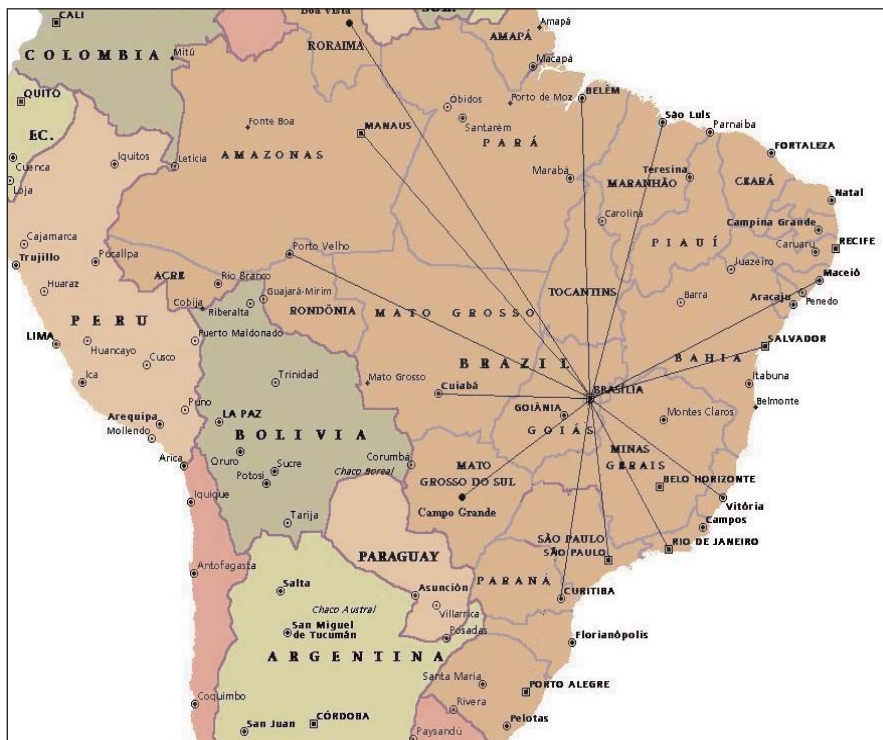 CALI
COLOMBIA
Mitú
QUITO
EC.
Cuenca
Loja
Iquitos
Leticia
Boa Vista
RORAIMA
AMAPÁ
Amapá
Macapá
Óbidos
Santarém
Porto de Moz
BELÉM
São Luís
Parnaiba
FORTALEZA
Fonte Boa
MANAUS
AMAZONAS
PARÁ
Marabá
MARANHÃO
Teresina
CEARÁ
Natal
Campina Grande
Caruaru
RECIFE
Carolina
PIAUÍ
Juazeiro
Maceió
Penedo
Aracaju
Barra
Cajamarca
Trujillo
Pucallpa
Huaraz
PERU
LIMA
Huancayo
Cusco
Ica
Puno
Arequipa
Mollendo
Arica
ACRE
Rio Branco
Cobija
Porto Velho
Guajará-Mirim
Riberalta
Puerto Maldonado
RONDÔNIA
MATO GROSSO
TOCANTINS
BRAZIL
BAHIA
SALVADOR
Itabuna
Belmonte
Trinidad
Mato Grosso
Cuiabá
BRASÍLIA
GOIÂNIA
GOIÁS
Montes Claros
LA PAZ
BOLIVIA
Oruro
Sucre
Potosí
Chaco Boreal
Corumbá
Tarija
MATO
GROSSO DO SUL
Campo Grande
MINAS
GERAIS
BELO HORIZONTE
Vitória
Campos
RIO DE JANEIRO
SÃO PAULO
SÃO PAULO
PARANÁ
CURITIBA
Iquique
Antofagasta
PARAGUAY
Asunción
Villarrica
Salta
Chaco Austral
San Miguel
de Tucumán
Posadas
Florianópolis
ARGENTINA
Santa Maria
PORTO ALEGRE
Coquimbo
San Juan
CÓRDOBA
Rivera
Pelotas
Paysandú